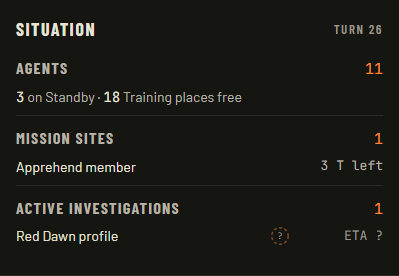 SITUATION TURN 26
AGENTS 11
3 on Standby · 18 Training places free
MISSION SITES 1
Apprehend member 3 T left
ACTIVE INVESTIGATIONS 1
Red Dawn profile ? ETA ?